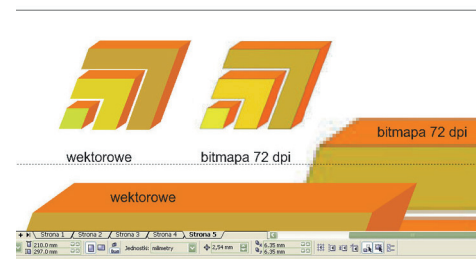 wektorowe
bitmapa 72 dpi
bitmapa 72 dpi
wektorowe
Strona 1 Strona 2 Strona 3 Strona 4 Strona 5
210.0 mm
297.0 mm
Jednostki: milimetry
2,54 mm
6.35 mm
6.35 mm